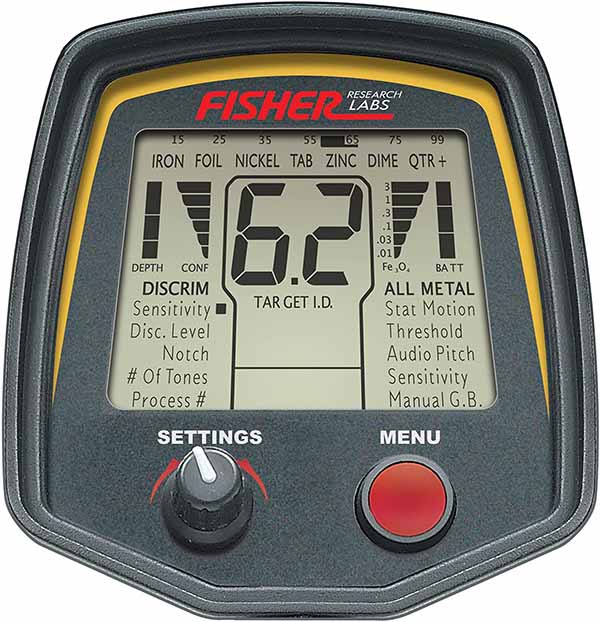 FISHER RESEARCH LABS
15 25 35 55 65 75 99
IRON FOIL NICKEL TAB ZINC DIME QTR +
6.2
3
1
.3
.1
.03
.01
DEPTH CONF
Fe3O4 BATT
TARGET I.D.
DISCRIM
Sensitivity
Disc. Level
Notch
# Of Tones
Process #
ALL METAL
Stat Motion
Threshold
Audio Pitch
Sensitivity
Manual G.B.
SETTINGS MENU